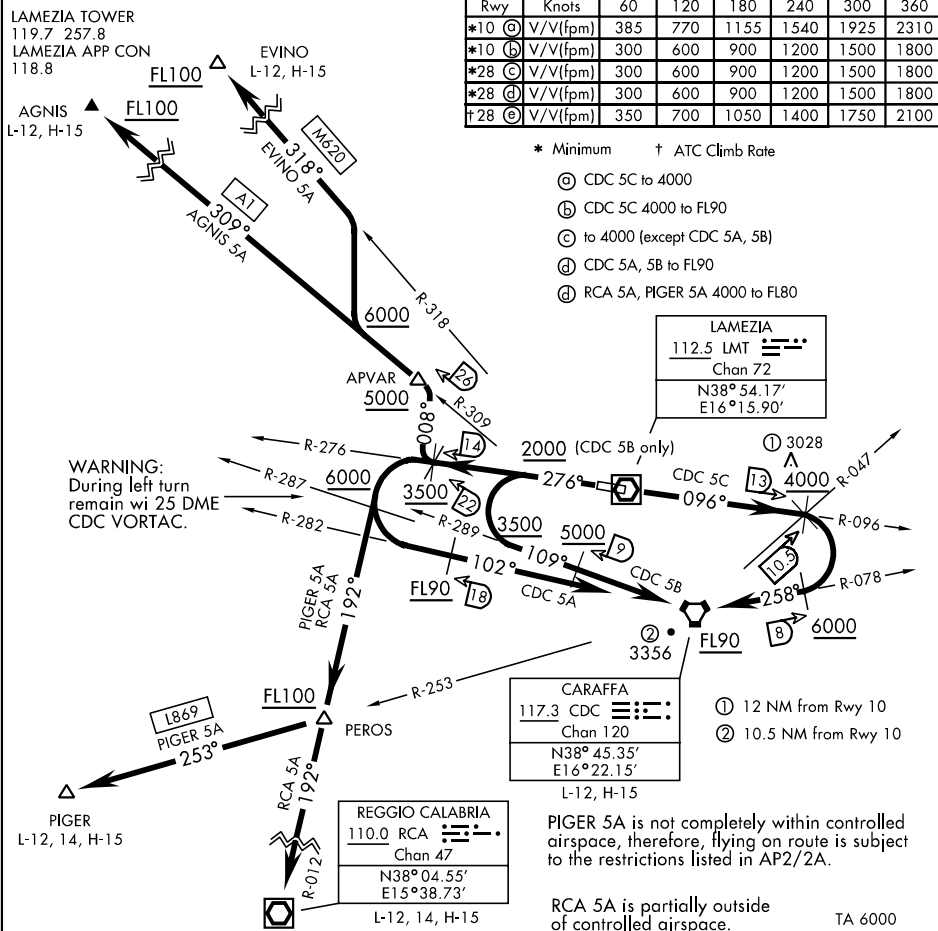 LAMEZIA TOWER
119.7 257.8
LAMEZIA APP CON
118.8
Rwy Knots 60 120 180 240 300 360
*10 ⓐ V/V(fpm) 385 770 1155 1540 1925 2310
*10 ⓑ V/V(fpm) 300 600 900 1200 1500 1800
*28 ⓒ V/V(fpm) 300 600 900 1200 1500 1800
*28 ⓓ V/V(fpm) 300 600 900 1200 1500 1800
†28 ⓔ V/V(fpm) 350 700 1050 1400 1750 2100
* Minimum † ATC Climb Rate
ⓐ CDC 5C to 4000
ⓑ CDC 5C 4000 to FL90
ⓒ to 4000 (except CDC 5A, 5B)
ⓓ CDC 5A, 5B to FL90
ⓓ RCA 5A, PIGER 5A 4000 to FL80
EVINO
L-12, H-15
FL100
AGNIS
L-12, H-15
FL100
M620
318°
EVINO 5A
A1
309°
AGNIS 5A
R-318
6000
APVAR
5000
26
R-309
008°
14
LAMEZIA
112.5 LMT
Chan 72
N38° 54.17'
E16° 15.90'
R-276
R-287
R-282
6000
3500
22
R-289
2000 (CDC 5B only)
276°
CDC 5C
096°
13
① 3028
4000
R-047
R-096
R-078
10.5
258°
8
6000
WARNING:
During left turn
remain wi 25 DME
CDC VORTAC.
3500
5000
9
109°
CDC 5B
102°
CDC 5A
FL90
18
②
3356
FL90
PIGER 5A
RCA 5A
192°
R-253
FL100
PEROS
L869
PIGER 5A
253°
PIGER
L-12, 14, H-15
RCA 5A
192°
R-012
CARAFFA
117.3 CDC
Chan 120
N38° 45.35'
E16° 22.15'
L-12, H-15
① 12 NM from Rwy 10
② 10.5 NM from Rwy 10
REGGIO CALABRIA
110.0 RCA
Chan 47
N38° 04.55'
E15° 38.73'
L-12, 14, H-15
PIGER 5A is not completely within controlled
airspace, therefore, flying on route is subject
to the restrictions listed in AP2/2A.
RCA 5A is partially outside
of controlled airspace.
TA 6000